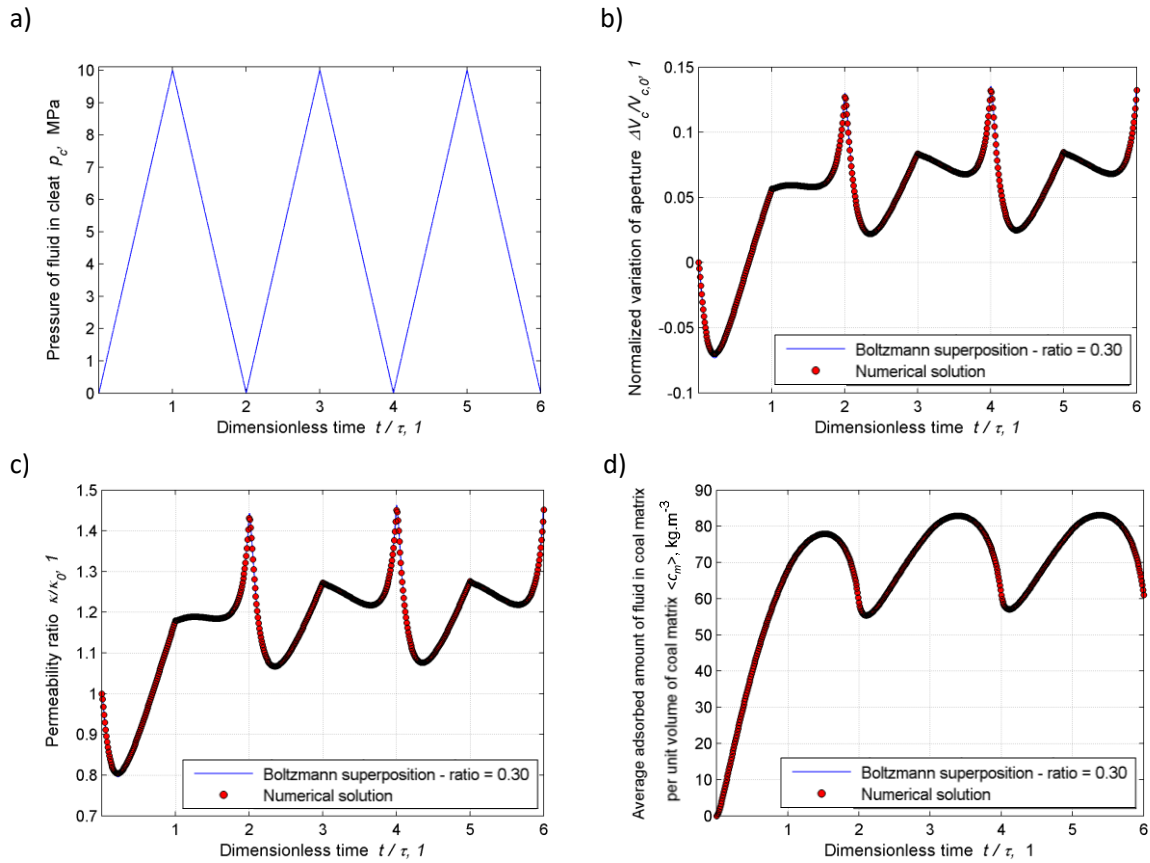 a)
Pressure of fluid in cleat p_c, MPa
10
9
8
7
6
5
4
3
2
1
0
1 2 3 4 5 6
Dimensionless time t / τ, 1
b)
Normalized variation of aperture ΔV_c/V_{c,0}, 1
0.15
0.1
0.05
0
-0.05
-0.1
Boltzmann superposition - ratio = 0.30
Numerical solution
1 2 3 4 5 6
Dimensionless time t / τ, 1
c)
Permeability ratio κ/κ_0, 1
1.5
1.4
1.3
1.2
1.1
1
0.9
0.8
0.7
Boltzmann superposition - ratio = 0.30
Numerical solution
1 2 3 4 5 6
Dimensionless time t / τ, 1
d)
Average adsorbed amount of fluid in coal matrix
per unit volume of coal matrix <c_m>, kg.m⁻³
90
80
70
60
50
40
30
20
10
0
Boltzmann superposition - ratio = 0.30
Numerical solution
1 2 3 4 5 6
Dimensionless time t / τ, 1